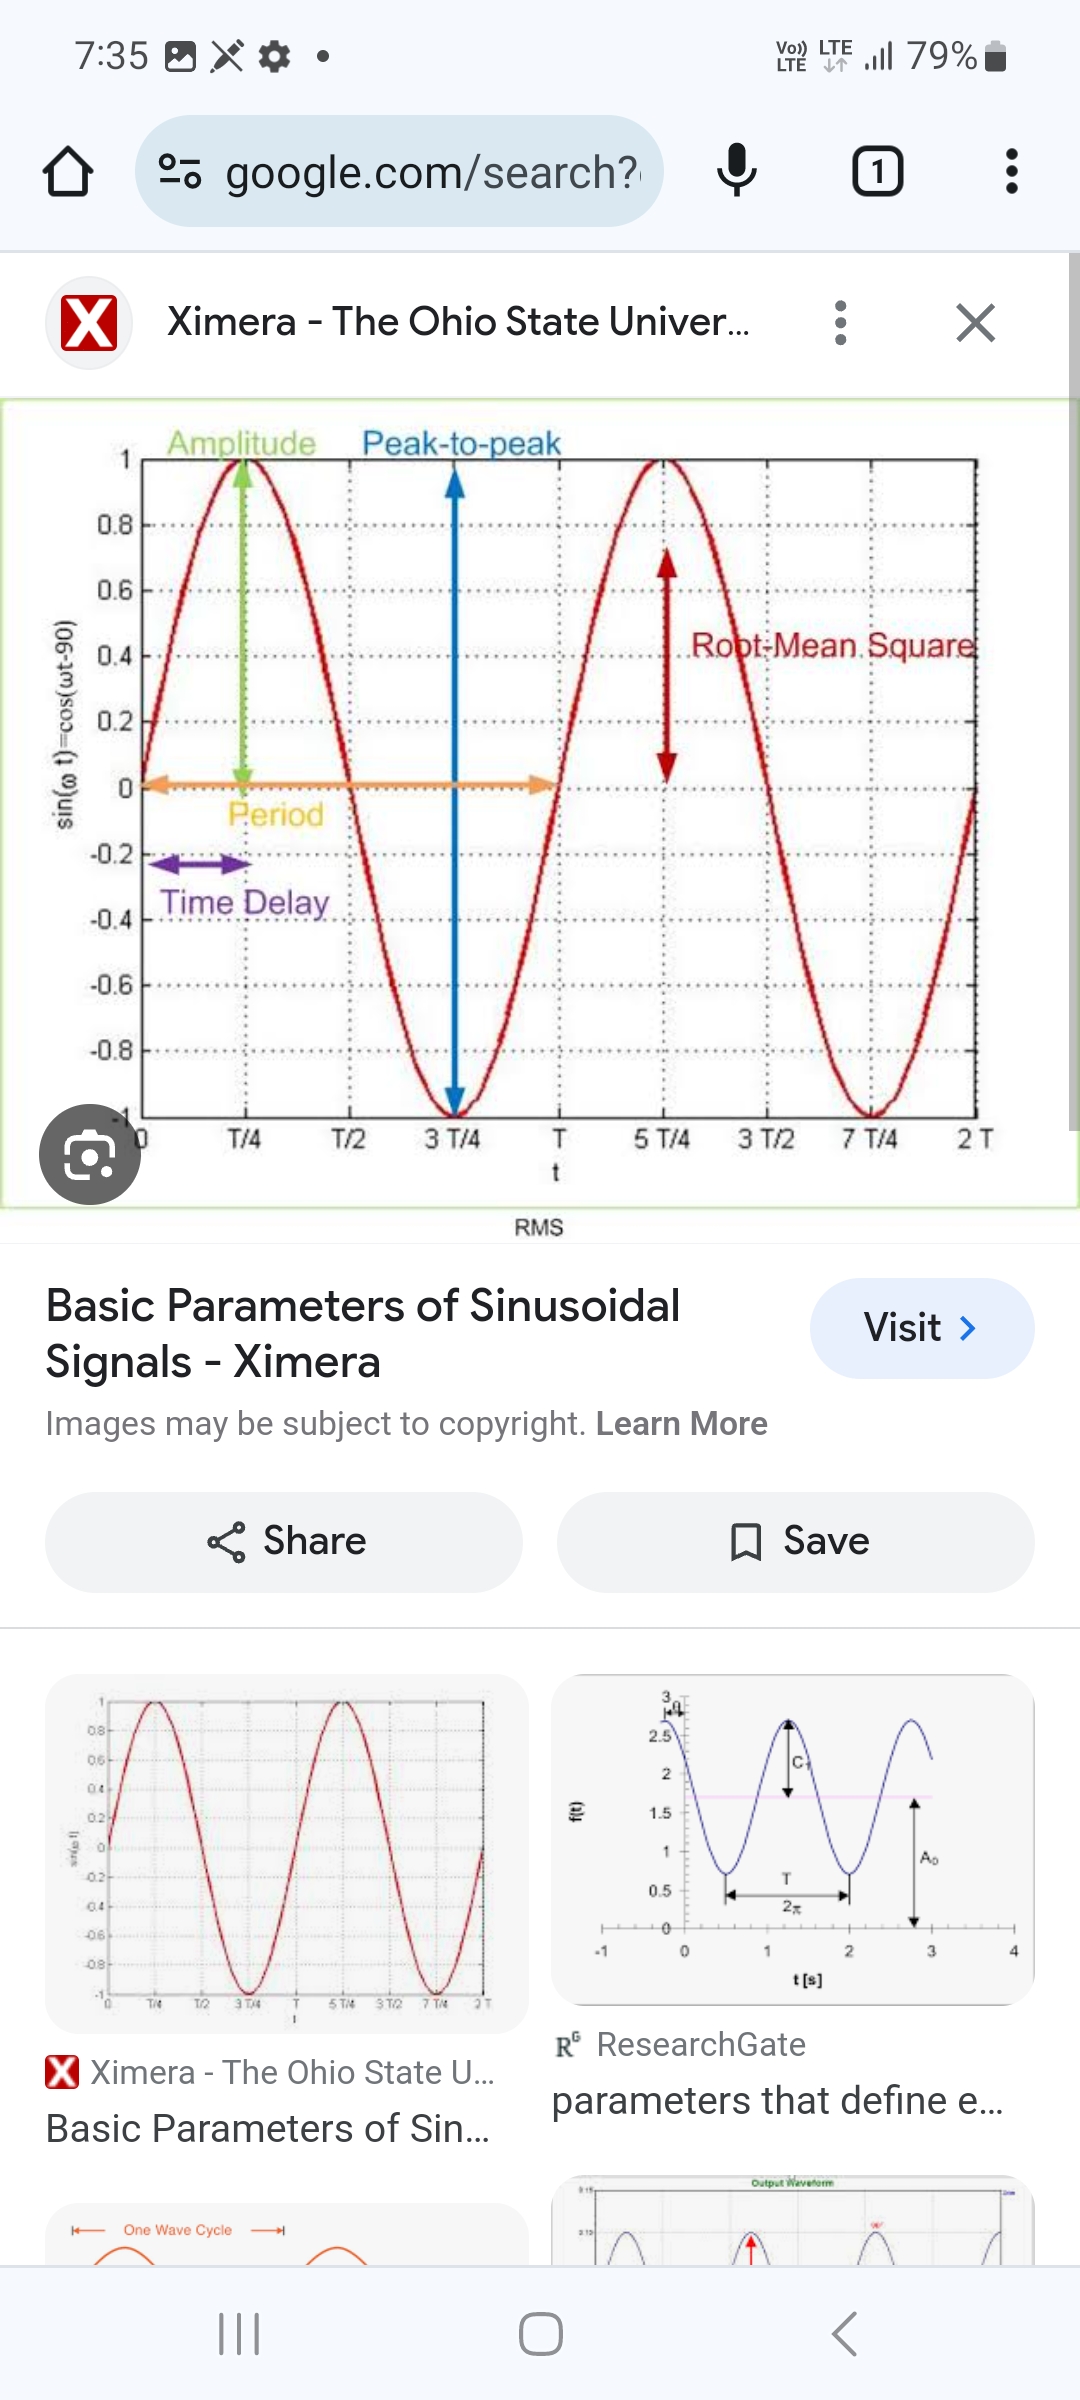 7:35
Vo)) LTE
LTE
79%
google.com/search?
1
Ximera - The Ohio State Univer...
Amplitude
Peak-to-peak
1
0.8
0.6
0.4
0.2
0
-0.2
-0.4
-0.6
-0.8
-1
sin(ω t)=cos(ωt-90)
Root-Mean Square
Period
Time Delay
0 T/4 T/2 3 T/4 T 5 T/4 3 T/2 7 T/4 2 T
t
RMS
Basic Parameters of Sinusoidal
Signals - Ximera
Visit
Images may be subject to copyright. Learn More
Share
Save
1
0.8
0.6
0.4
0.2
0
-0.2
-0.4
-0.6
-0.8
-1
sin(ω t)
0 T/4 T/2 3 T/4 T 5 T/4 3 T/2 7 T/4 2 T
t
3
2.5
2
1.5
1
0.5
0
θ
f(t)
C₁
A₀
T
2π
-1 0 1 2 3 4
t [s]
X Ximera - The Ohio State U...
Basic Parameters of Sin...
RG ResearchGate
parameters that define e...
One Wave Cycle
Output Waveform